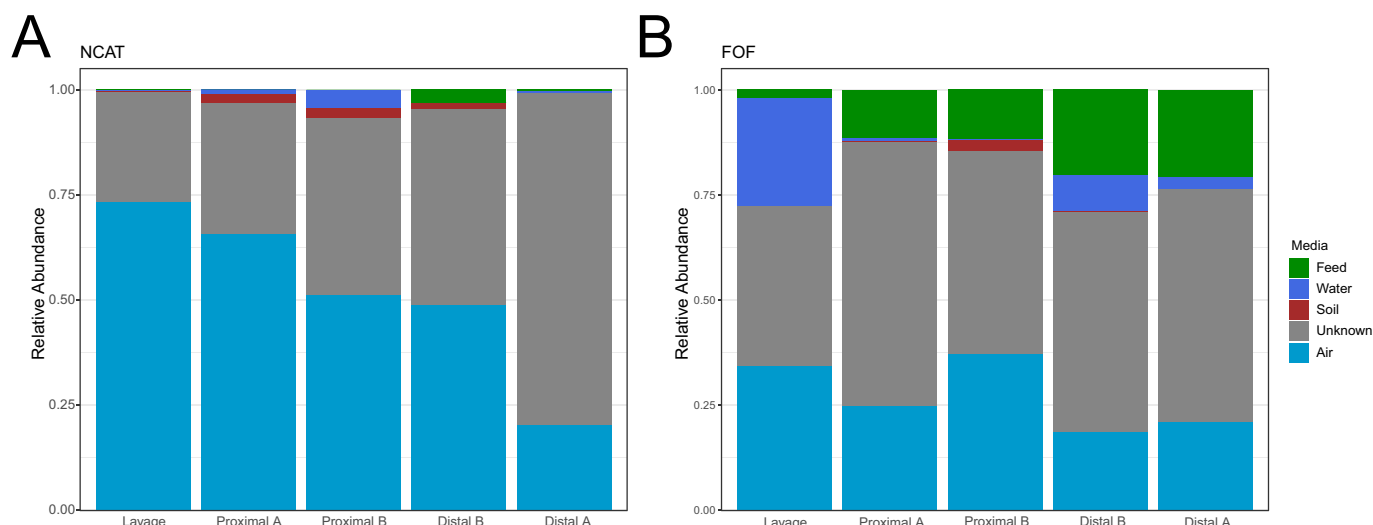 A
NCAT
Relative Abundance
1.00
0.75
0.50
0.25
0.00
Lavage
Proximal A
Proximal B
Distal B
Distal A
B
FOF
Relative Abundance
1.00
0.75
0.50
0.25
0.00
Lavage
Proximal A
Proximal B
Distal B
Distal A
Media
Feed
Water
Soil
Unknown
Air